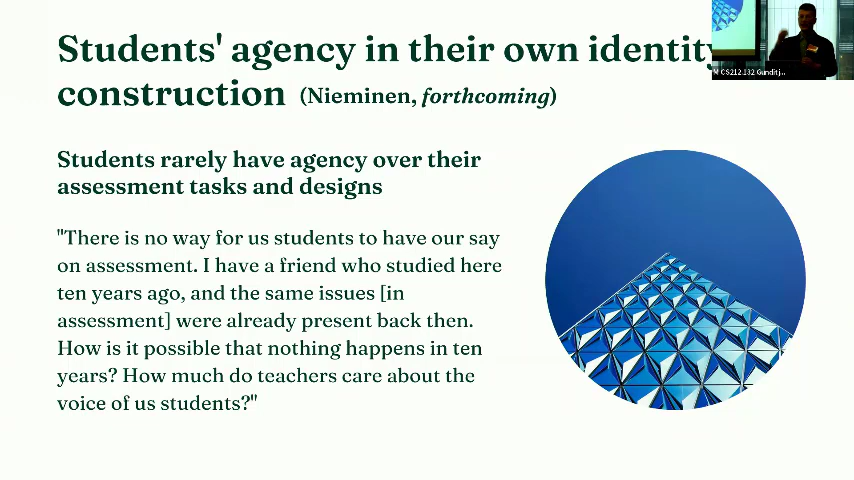 Students' agency in their own identity
construction (Nieminen, forthcoming)
M CS212.132 Gunditj...
Students rarely have agency over their
assessment tasks and designs
"There is no way for us students to have our say
on assessment. I have a friend who studied here
ten years ago, and the same issues [in
assessment] were already present back then.
How is it possible that nothing happens in ten
years? How much do teachers care about the
voice of us students?"